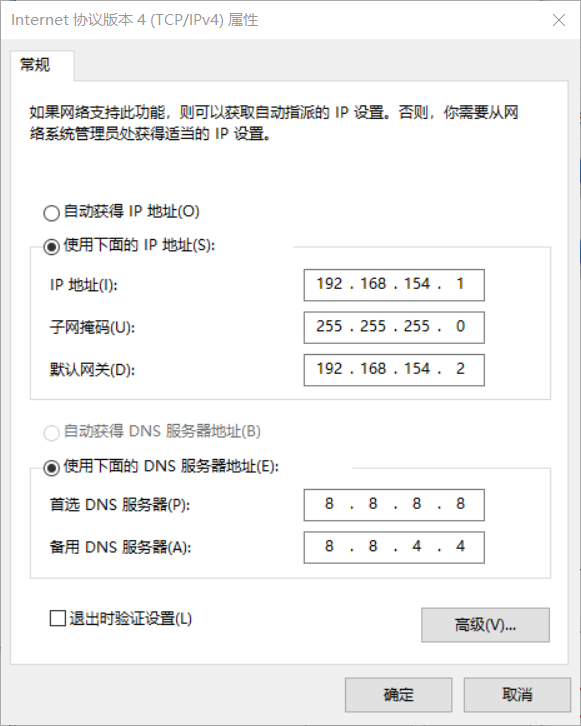 Internet 协议版本 4 (TCP/IPv4) 属性
常规
如果网络支持此功能，则可以获取自动指派的 IP 设置。否则，你需要从网
络系统管理员处获得适当的 IP 设置。
自动获得 IP 地址(O)
使用下面的 IP 地址(S):
IP 地址(I): 192 . 168 . 154 . 1
子网掩码(U): 255 . 255 . 255 . 0
默认网关(D): 192 . 168 . 154 . 2
自动获得 DNS 服务器地址(B)
使用下面的 DNS 服务器地址(E):
首选 DNS 服务器(P): 8 . 8 . 8 . 8
备用 DNS 服务器(A): 8 . 8 . 4 . 4
退出时验证设置(L)
高级(V)...
确定 取消